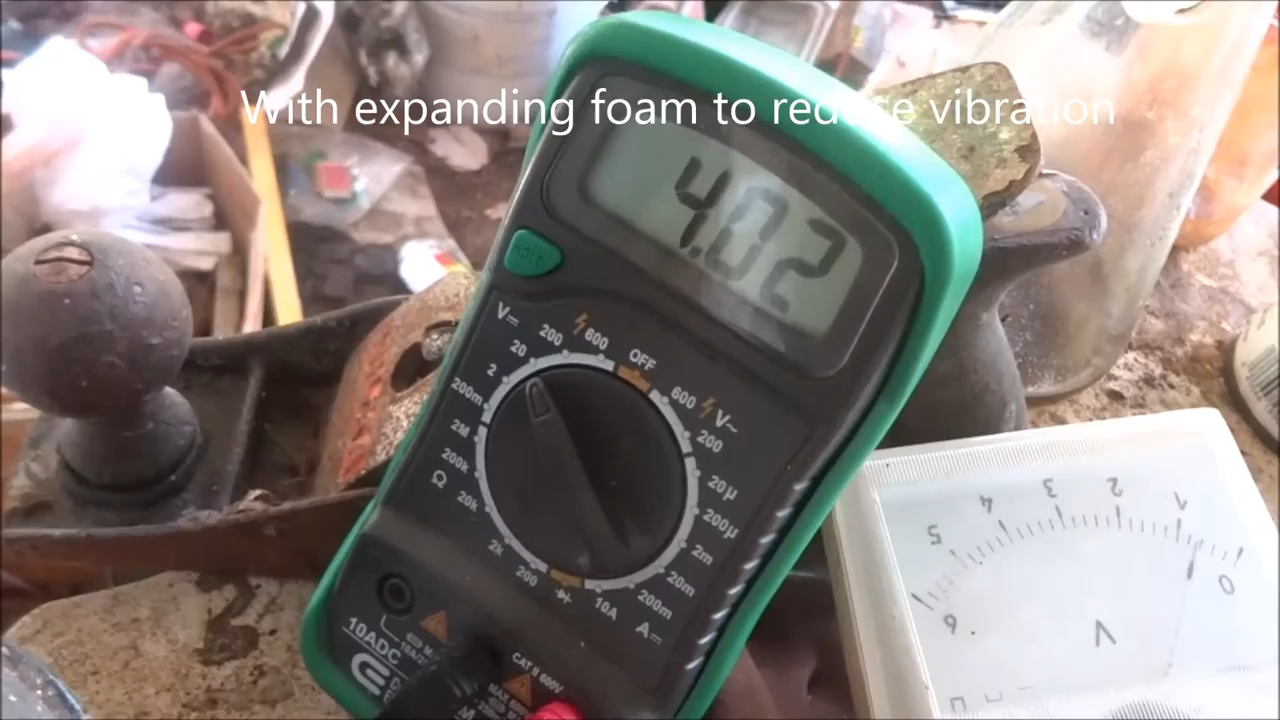 With expanding foam to reduce vibration
4.02
HOLD
V
200
600
OFF
20
600
V~
2
200
200m
20µ
2M
200µ
200k
2m
Ω
20k
20m
2k
200m
200
10A
A
10ADC
CAT II 600V
5
4
3
2
1
0
6
V